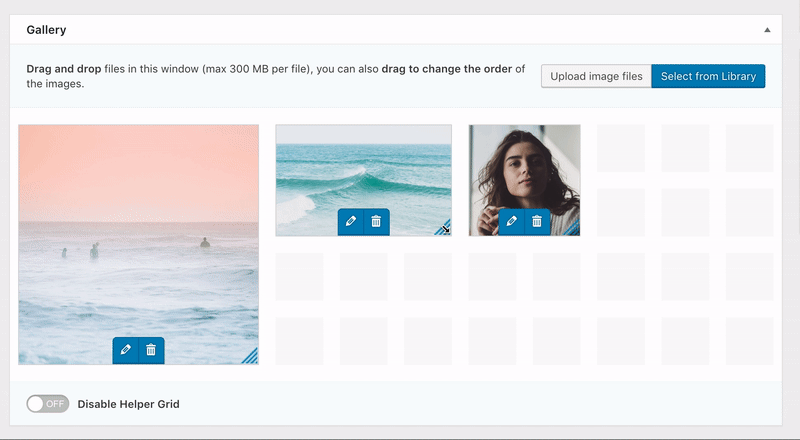 Gallery
Drag and drop files in this window (max 300 MB per file), you can also drag to change the order of
the images.
Upload image files
Select from Library
OFF
Disable Helper Grid